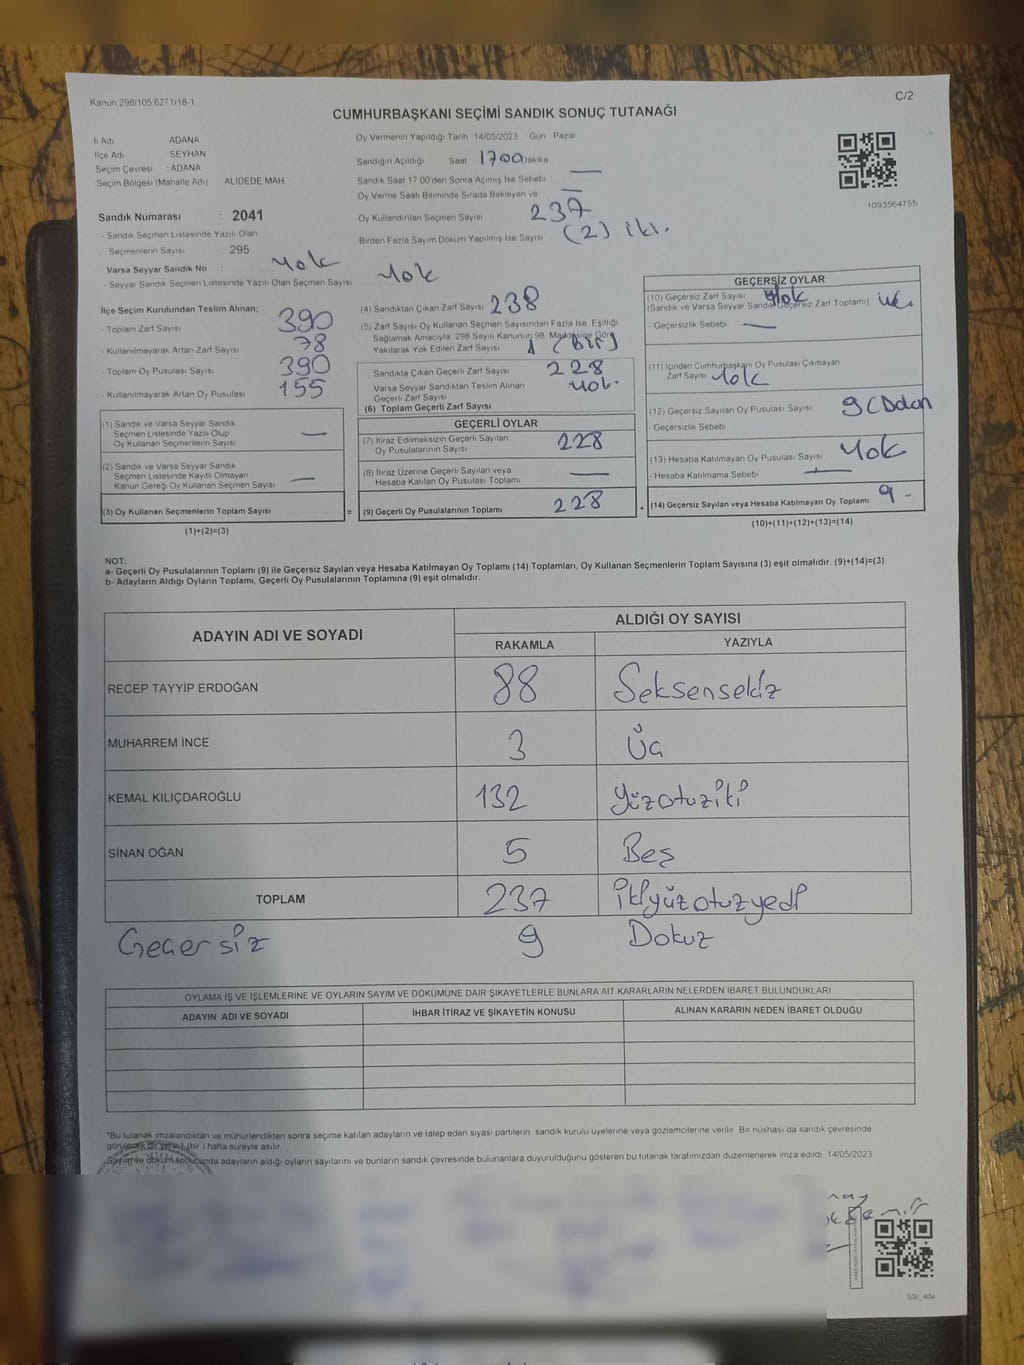 Kanun 298/105,6271/18-1
C/2
CUMHURBAŞKANI SEÇİMİ SANDIK SONUÇ TUTANAĞI
İl Adı ADANA
İlçe Adı SEYHAN
Seçim Çevresi : ADANA
Seçim Bölgesi (Mahalle Adı) ALIDEDE MAH
Oy Vermenin Yapıldığı Tarih 14/05/2023 Gün Pazar
Sandığın Açıldığı Saat 1700 Dakika
Sandık Saat 17:00'den Sonra Açılmış İse Sebebi —
Oy Verme Saati Bitiminde Sırada Bekleyen ve —
Oy Kullandırılan Seçmen Sayısı 237
Birden Fazla Sayım Döküm Yapılmış İse Sayısı (2) iki.
1093564755
Sandık Numarası : 2041
- Sandık Seçmen Listesinde Yazılı Olan
Seçmenlerin Sayısı : 295
Varsa Seyyar Sandık No : Yok
- Seyyar Sandık Seçmen Listesinde Yazılı Olan Seçmen Sayısı Yok
İlçe Seçim Kurulundan Teslim Alınan;
- Toplam Zarf Sayısı 390
- Kullanılmayarak Artan Zarf Sayısı 78
- Toplam Oy Pusulası Sayısı 390
- Kullanılmayarak Artan Oy Pusulası 155
(1) Sandık ve Varsa Seyyar Sandık
Seçmen Listesinde Yazılı Olup
Oy Kullanan Seçmenlerin Sayısı —
(2) Sandık ve Varsa Seyyar Sandık
Seçmen Listesinde Kayıtlı Olmayan
Kanun Gereği Oy Kullanan Seçmen Sayısı —
(3) Oy Kullanan Seçmenlerin Toplam Sayısı =
(1)+(2)=(3)
(4) Sandıktan Çıkan Zarf Sayısı 238
(5) Zarf Sayısı Oy Kullanan Seçmen Sayısından Fazla İse, Eşitliği
Sağlamak Amacıyla 298 Sayılı Kanunun 98. Maddesine Göre
Yakılarak Yok Edilen Zarf Sayısı 1 (Bir)
Sandıkta Çıkan Geçerli Zarf Sayısı 228
Varsa Seyyar Sandıktan Teslim Alınan
Geçerli Zarf Sayısı yok.
(6) Toplam Geçerli Zarf Sayısı
GEÇERLİ OYLAR
(7) İtiraz Edilmeksizin Geçerli Sayılan
Oy Pusulasının Sayısı 228
(8) İtiraz Üzerine Geçerli Sayılan veya
Hesaba Katılan Oy Pusulası Toplamı —
(9) Geçerli Oy Pusulalarının Toplamı 228 +
GEÇERSİZ OYLAR
(10) Geçersiz Zarf Sayısı Yok
(Sandık ve Varsa Seyyar Sandık Geçersiz Zarf Toplamı)
- Geçersizlik Sebebi —
(11) İçinden Cumhurbaşkanı Oy Pusulası Çıkmayan
Zarf Sayısı Yok
(12) Geçersiz Sayılan Oy Pusulası Sayısı 9
- Geçersizlik Sebebi
(13) Hesaba Katılmayan Oy Pusulası Sayısı Yok
- Hesaba Katılmama Sebebi —
(14) Geçersiz Sayılan veya Hesaba Katılmayan Oy Toplamı 9 -
(10)+(11)+(12)+(13)=(14)
NOT:
a- Geçerli Oy Pusulalarının Toplamı (9) ile Geçersiz Sayılan veya Hesaba Katılmayan Oy Toplamı (14) Toplamları, Oy Kullanan Seçmenlerin Toplam Sayısına (3) eşit olmalıdır. (9)+(14)=(3)
b- Adayların Aldığı Oyların Toplamı, Geçerli Oy Pusulalarının Toplamına (9) eşit olmalıdır.
ADAYIN ADI VE SOYADI
ALDIĞI OY SAYISI
RAKAMLA YAZIYLA
RECEP TAYYİP ERDOĞAN 88 Seksensekiz
MUHARREM İNCE 3 Üç
KEMAL KILIÇDAROĞLU 132 Yüzotuziki
SİNAN OĞAN 5 Beş
TOPLAM 237 İkiyüzotuzyedi
Geçersiz 9 Dokuz
OYLAMA İŞ VE İŞLEMLERİNE VE OYLARIN SAYIM VE DÖKÜMÜNE DAİR ŞİKAYETLERLE BUNLARA AİT KARARLARIN NELERDEN İBARET BULUNDUKLARI
ADAYIN ADI VE SOYADI İHBAR İTİRAZ VE ŞİKAYETİN KONUSU ALINAN KARARIN NEDEN İBARET OLDUĞU
*Bu tutanak imzalandıktan ve mühürlendikten sonra seçime katılan adayların ve talep eden siyasi partilerin sandık kurulu üyelerine veya gözlemcilerine verilir. Bir nüshası da sandık çevresinde
görülecek bir yere 1 (bir) hafta süreyle asılır.
Sayım ve döküm sonucunda adayların aldığı oyların sayılarını ve bunların sandık çevresinde bulunanlara duyurulduğunu gösteren bu tutanak tarafımızdan düzenlenerek imza edildi. 14/05/2023